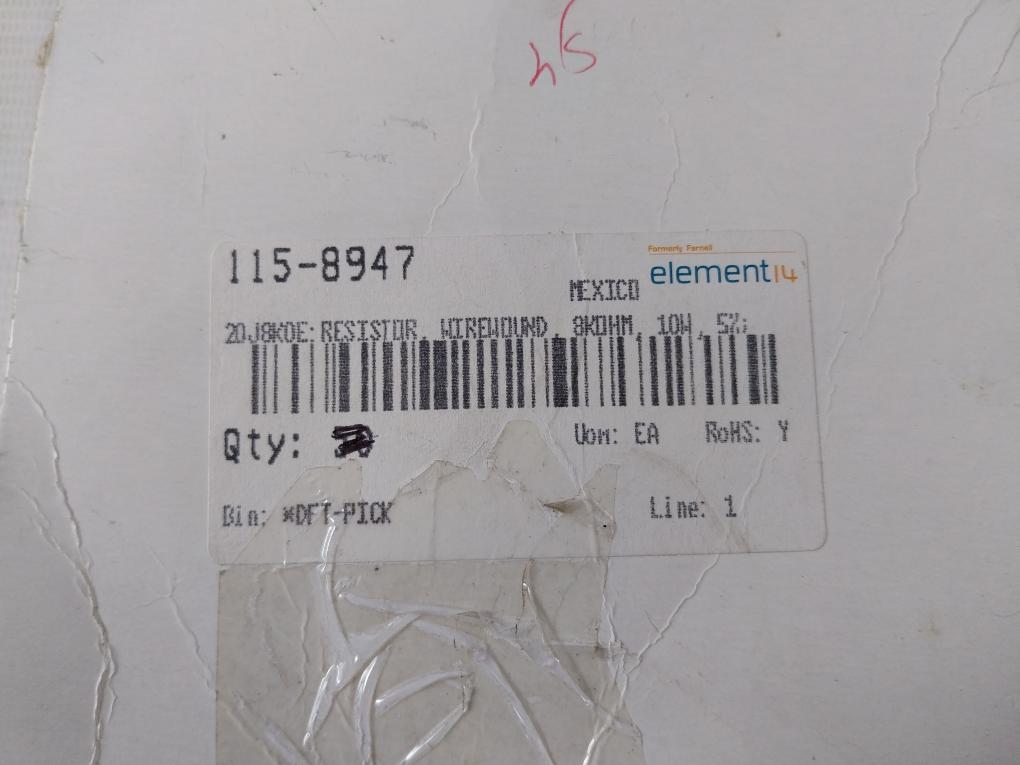 115-8947
Formerly Farnell
element14
MEXICO
20J8K0E: RESISTOR, WIREWOUND, 8KOHM, 10W, 5%;
Qty:
Uom: EA RoHS: Y
Bin: *DFT-PICK
Line: 1